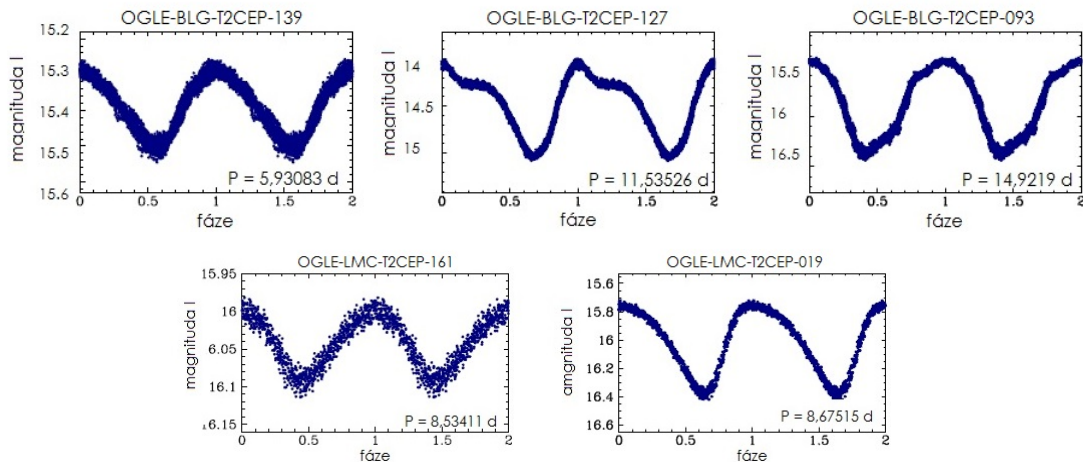 OGLE-BLG-T2CEP-139
15.2
15.3
15.4
15.5
15.6
magnituda I
P = 5,93083 d
0 0.5 1 1.5 2
fáze
OGLE-BLG-T2CEP-127
14
14.5
15
magnituda I
P = 11,53526 d
0 0.5 1 1.5 2
fáze
OGLE-BLG-T2CEP-093
15.5
16
16.5
magnituda I
P = 14,9219 d
0 0.5 1 1.5 2
fáze
OGLE-LMC-T2CEP-161
15.95
16
16.05
16.1
16.15
magnituda I
P = 8,53411 d
0 0.5 1 1.5 2
fáze
OGLE-LMC-T2CEP-019
15.6
15.8
16
16.2
16.4
16.6
amgnituda I
P = 8,67515 d
0 0.5 1 1.5 2
fáze